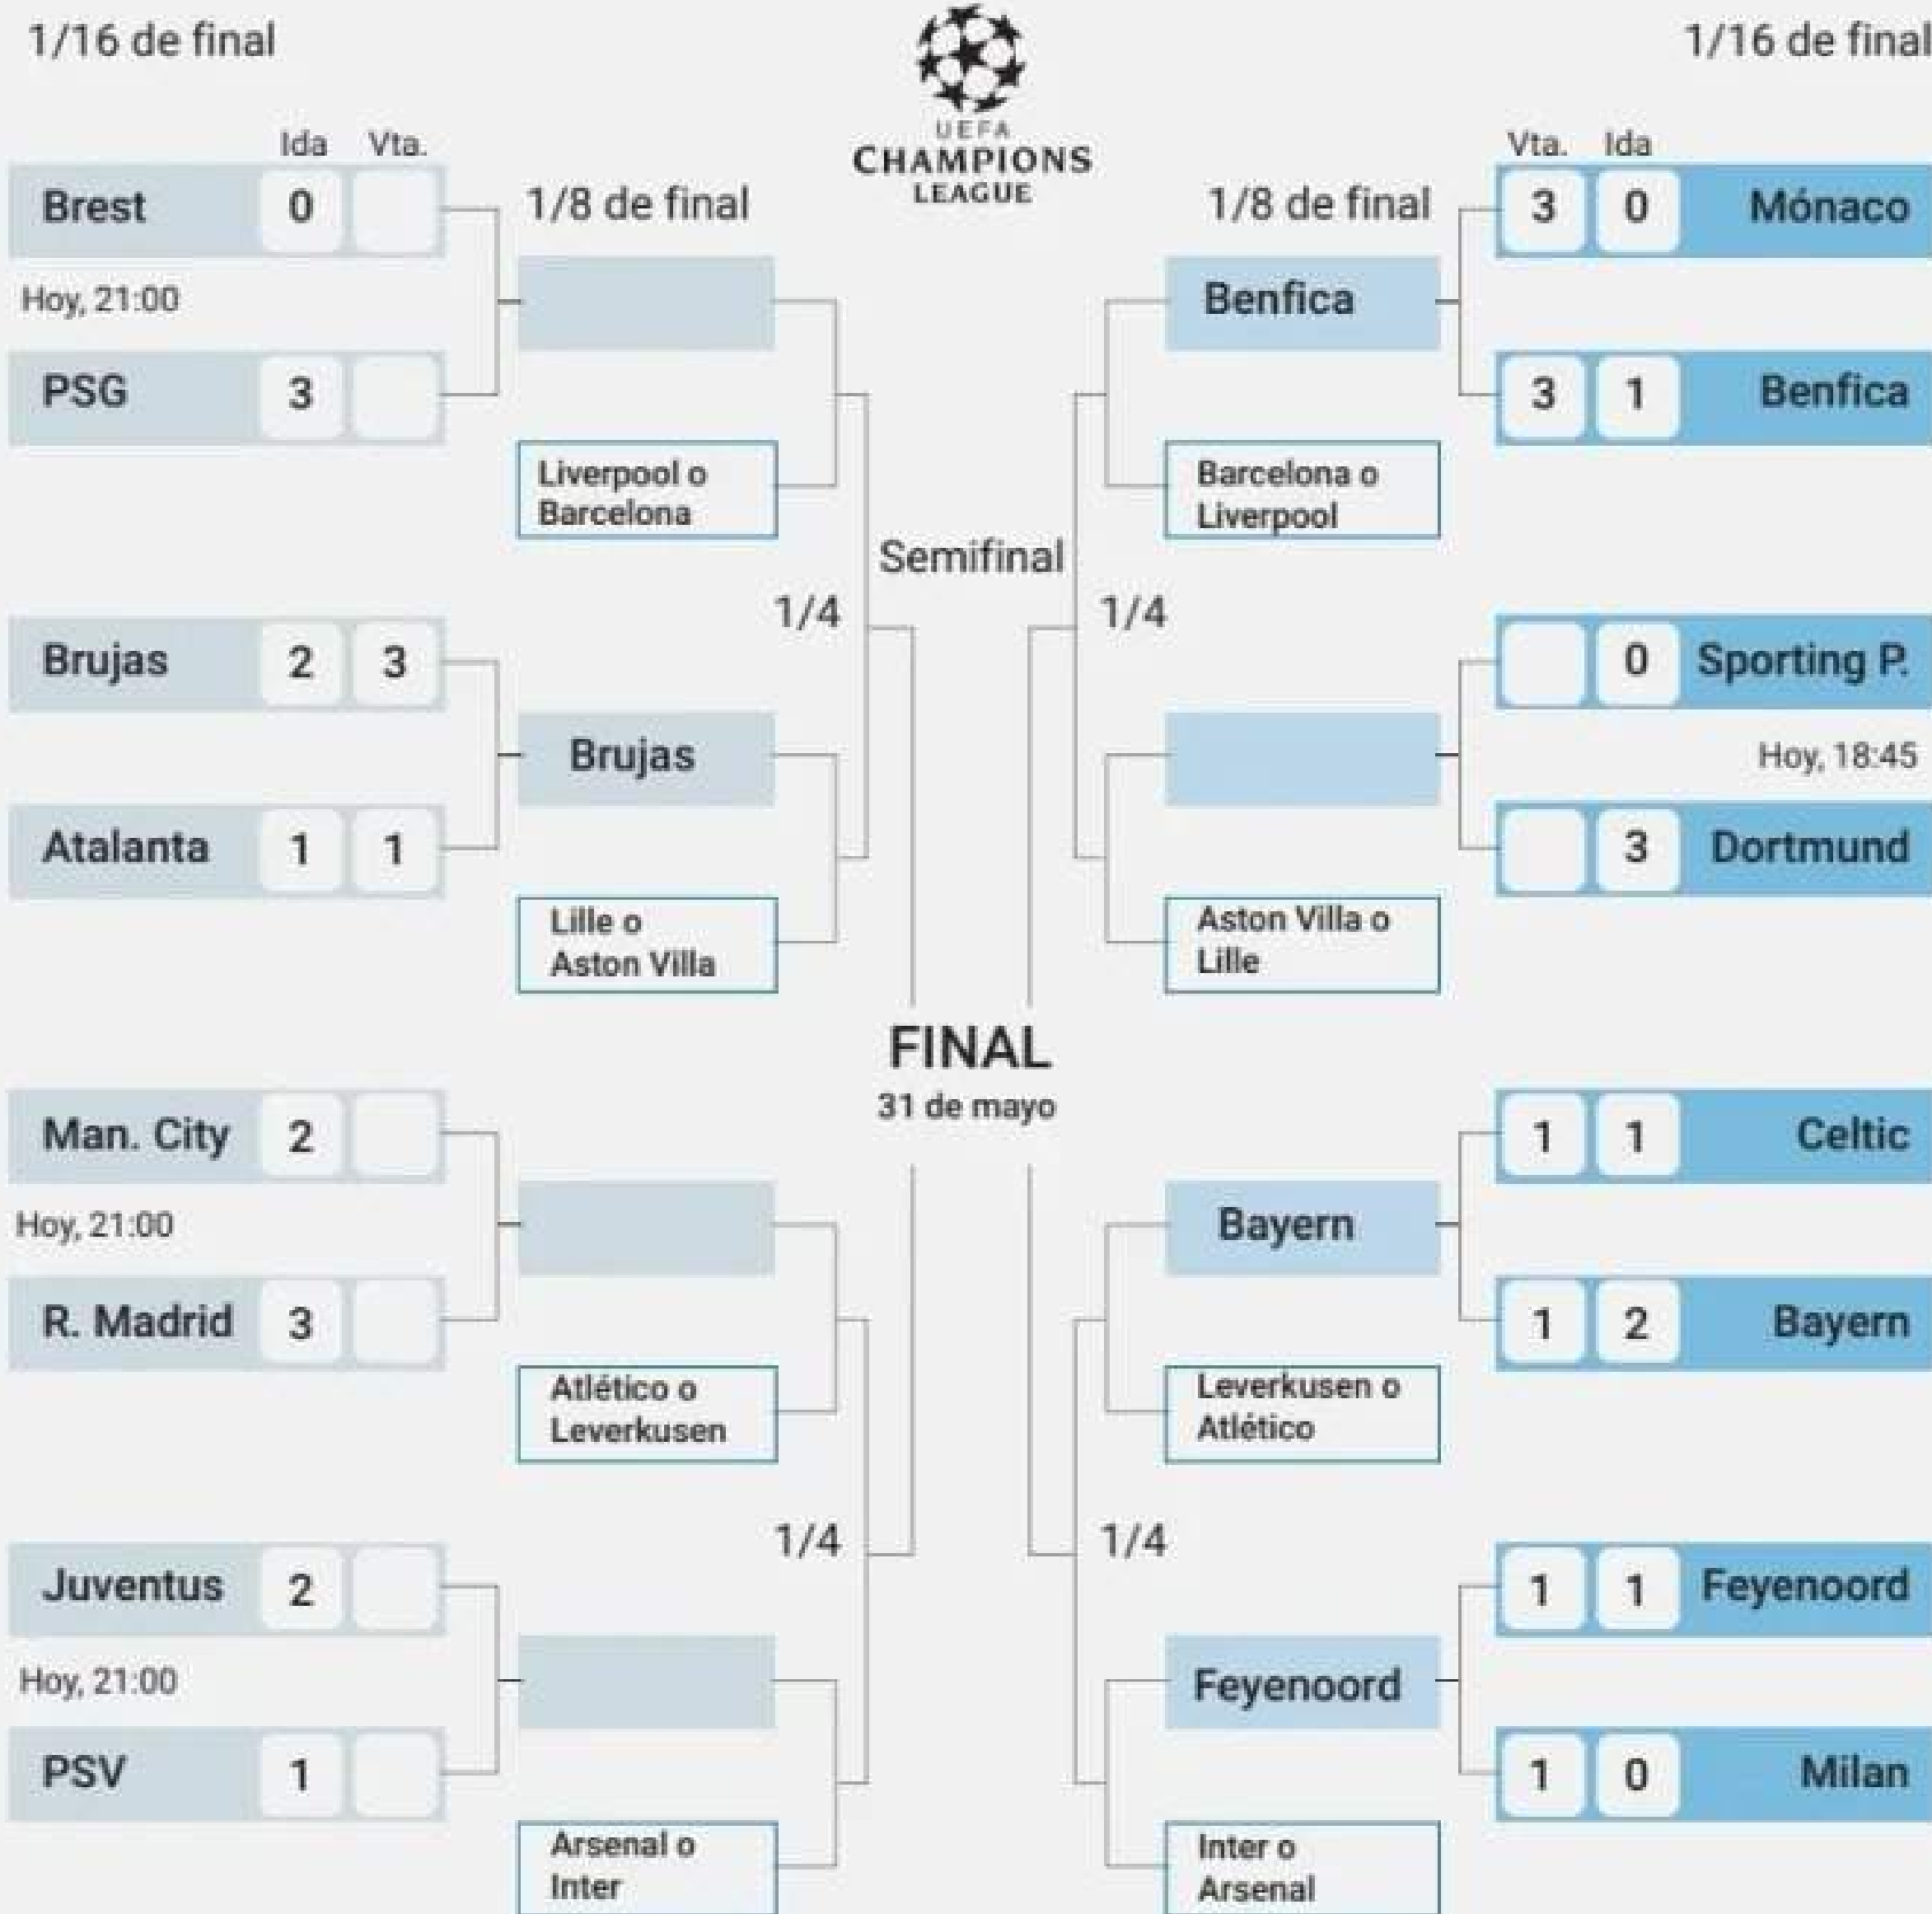 1/16 de final
1/16 de final
UEFA
CHAMPIONS
LEAGUE
Ida Vta.
Vta. Ida
1/8 de final
1/8 de final
Brest 0
Hoy, 21:00
PSG 3
Liverpool o
Barcelona
Brujas 2 3
Brujas
Atalanta 1 1
Lille o
Aston Villa
1/4
Man. City 2
Hoy, 21:00
R. Madrid 3
Atlético o
Leverkusen
Juventus 2
Hoy, 21:00
PSV 1
Arsenal o
Inter
1/4
Semifinal
FINAL
31 de mayo
3 0 Mónaco
Benfica
3 1 Benfica
Barcelona o
Liverpool
1/4
0 Sporting P.
Hoy, 18:45
3 Dortmund
Aston Villa o
Lille
1 1 Celtic
Bayern
1 2 Bayern
Leverkusen o
Atlético
1/4
1 1 Feyenoord
Feyenoord
1 0 Milan
Inter o
Arsenal